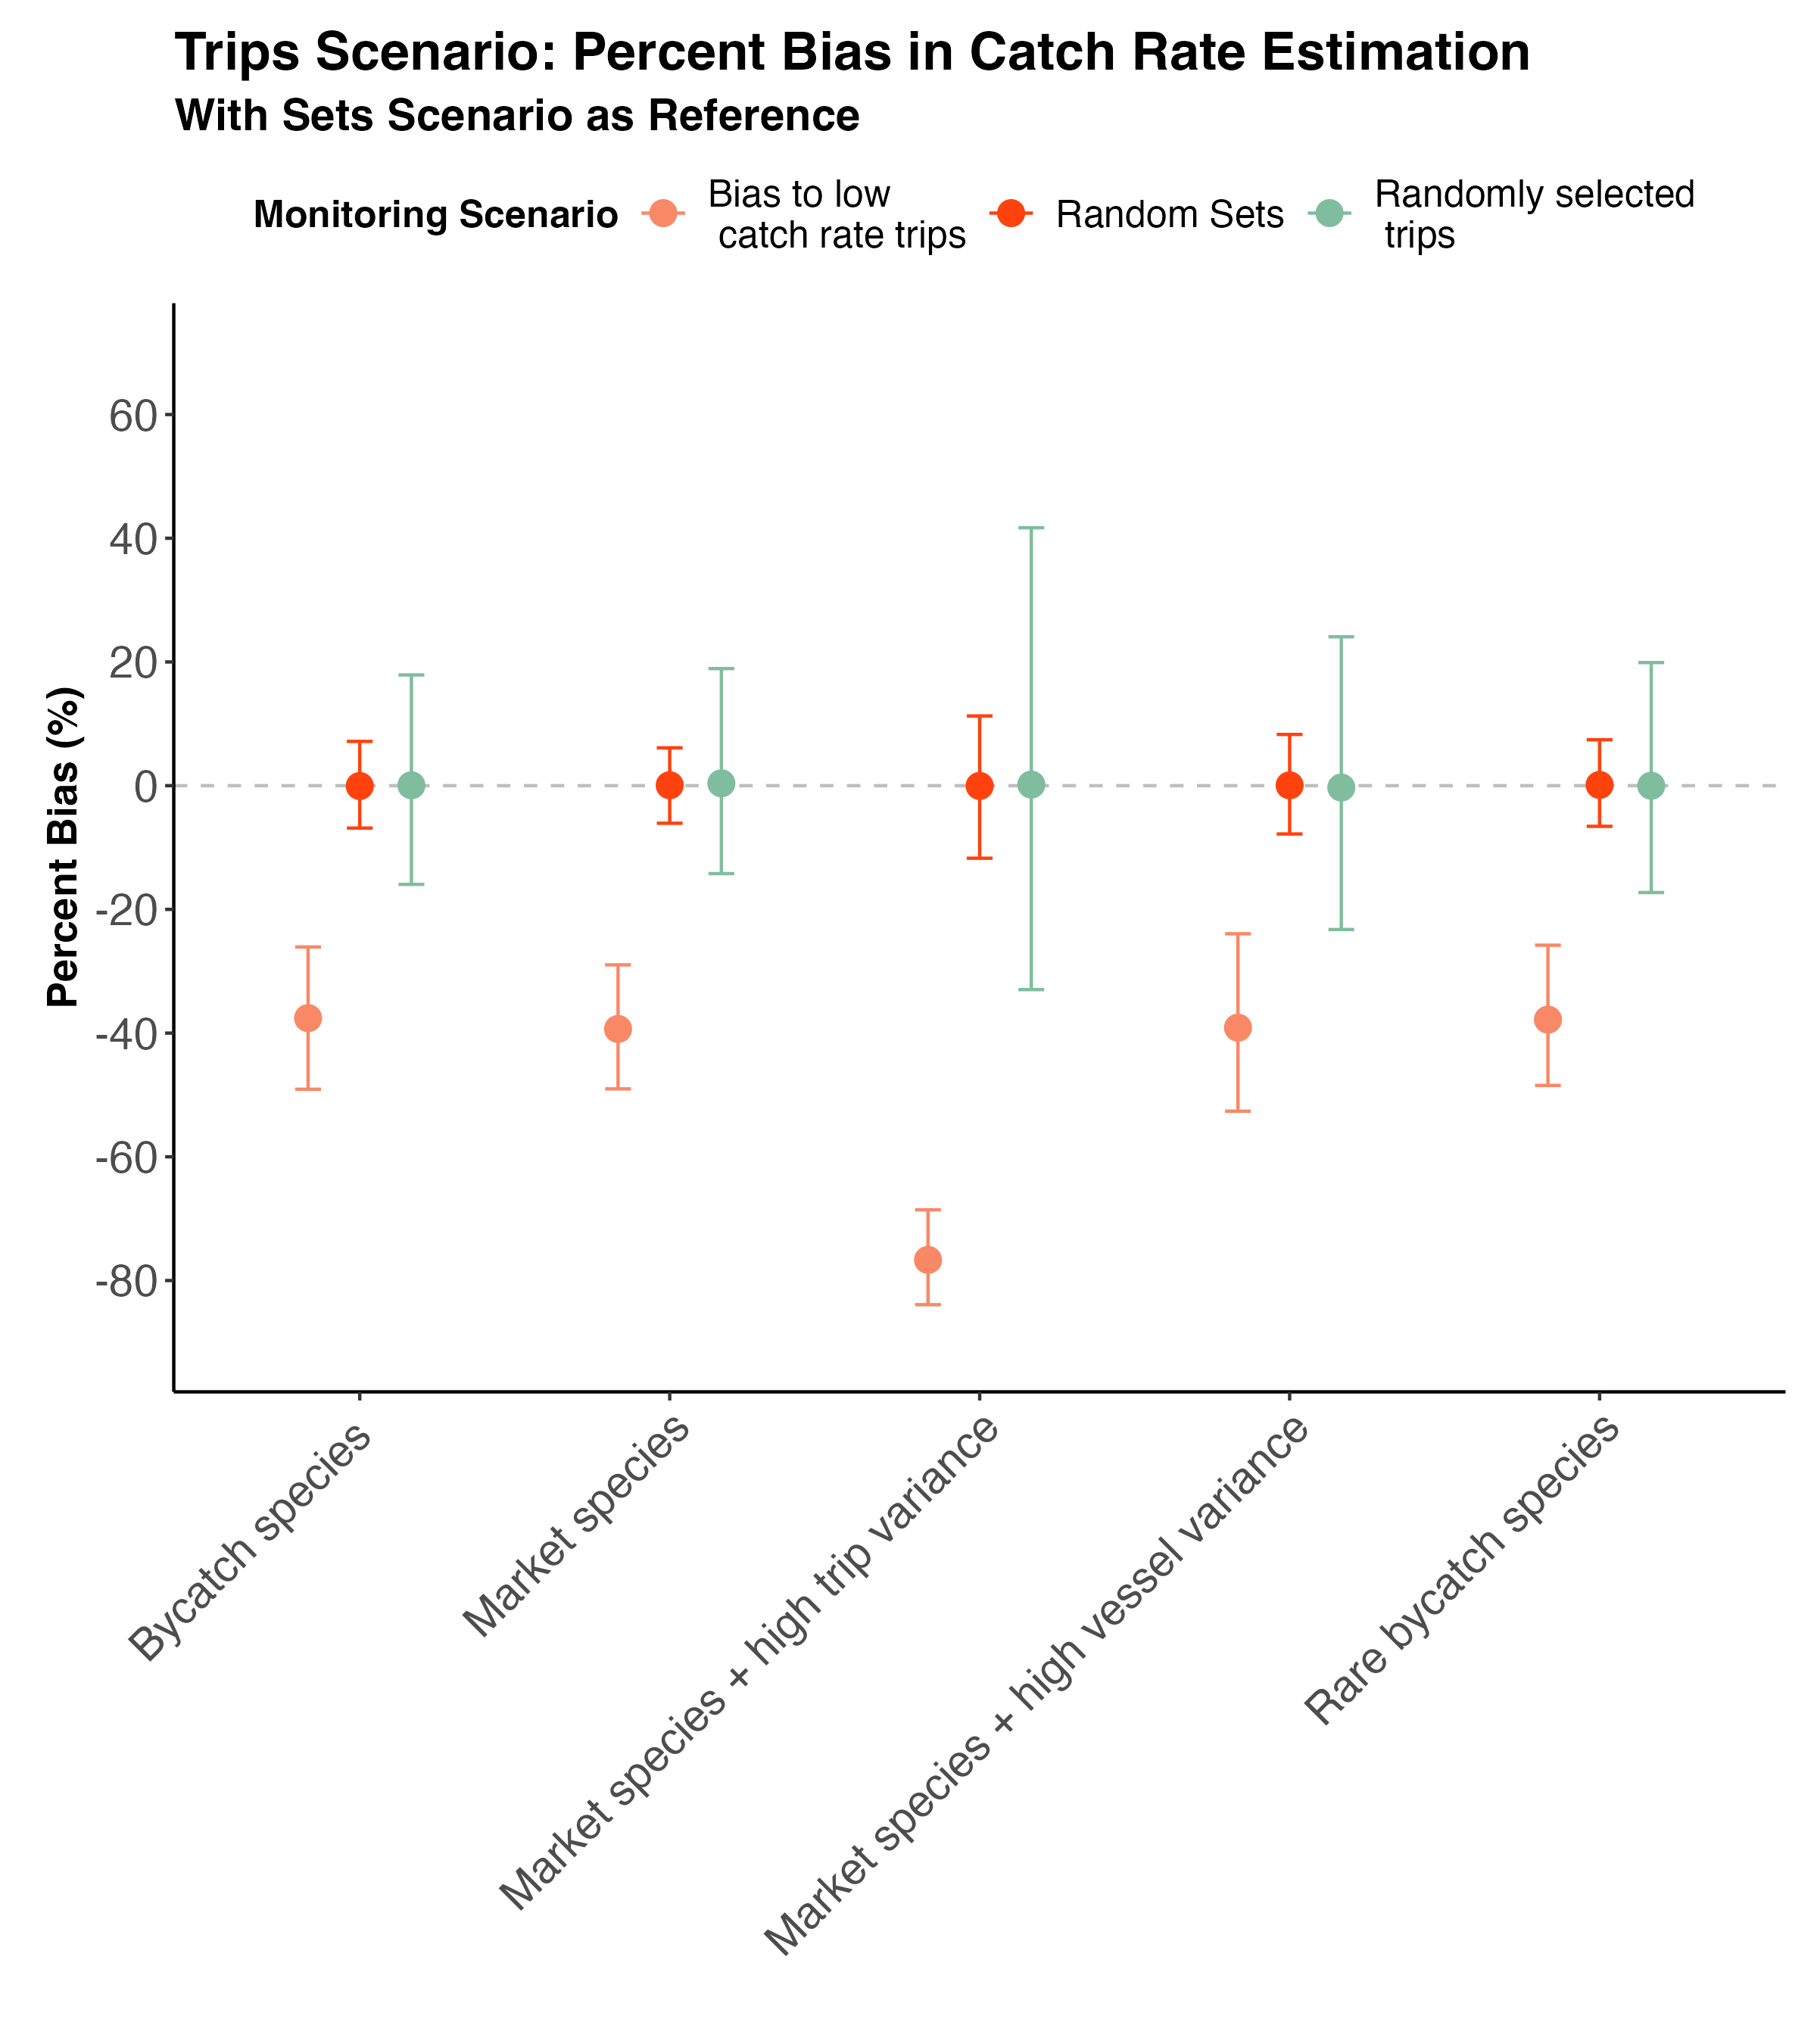 Trips Scenario: Percent Bias in Catch Rate Estimation
With Sets Scenario as Reference
Monitoring Scenario
Bias to low
catch rate trips
Random Sets
Randomly selected
trips
Percent Bias (%)
60
40
20
0
-20
-40
-60
-80
Bycatch species
Market species
Market species + high trip variance
Market species + high vessel variance
Rare bycatch species